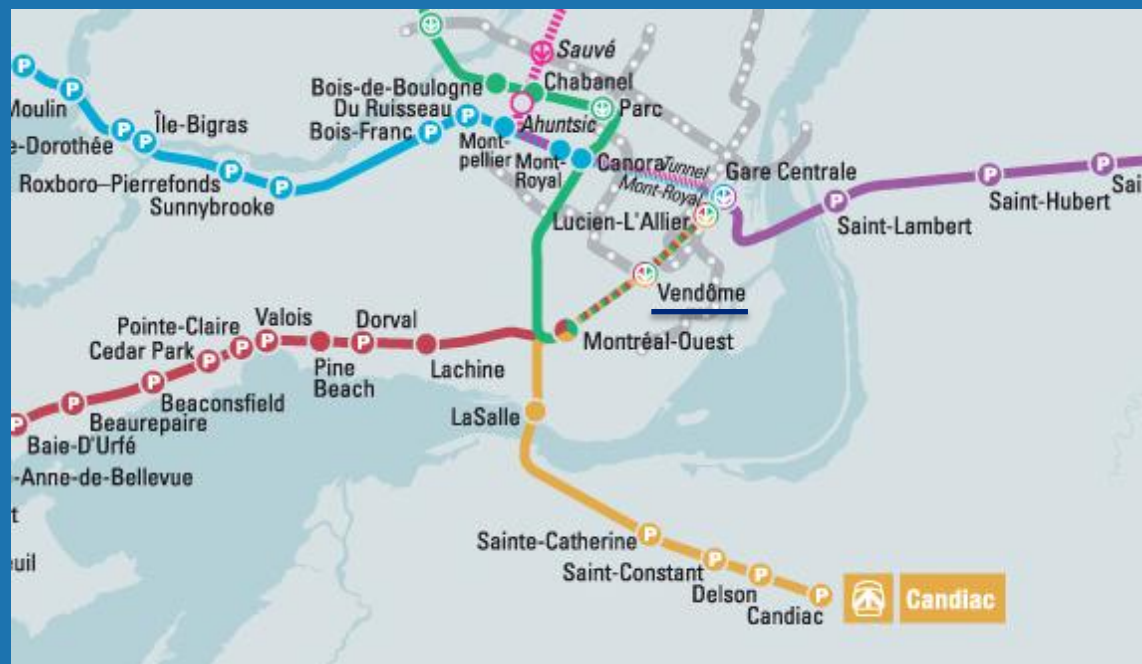 Sauvé
Bois-de-Boulogne
Chabanel
Du Ruisseau
Parc
Moulin
Île-Bigras
Bois-Franc
Ahuntsic
e-Dorothée
Mont-
pellier
Mont-
Royal
Canora
Tunnel
Mont-Royal
Gare Centrale
Roxboro–Pierrefonds
Sunnybrooke
Saint-Hubert
Sai
Lucien-L'Allier
Saint-Lambert
Vendôme
Pointe-Claire
Valois
Dorval
Montréal-Ouest
Cedar Park
Pine
Beach
Lachine
Beaconsfield
Beaurepaire
LaSalle
Baie-D'Urfé
-Anne-de-Bellevue
t
euil
Sainte-Catherine
Saint-Constant
Delson
Candiac
Candiac